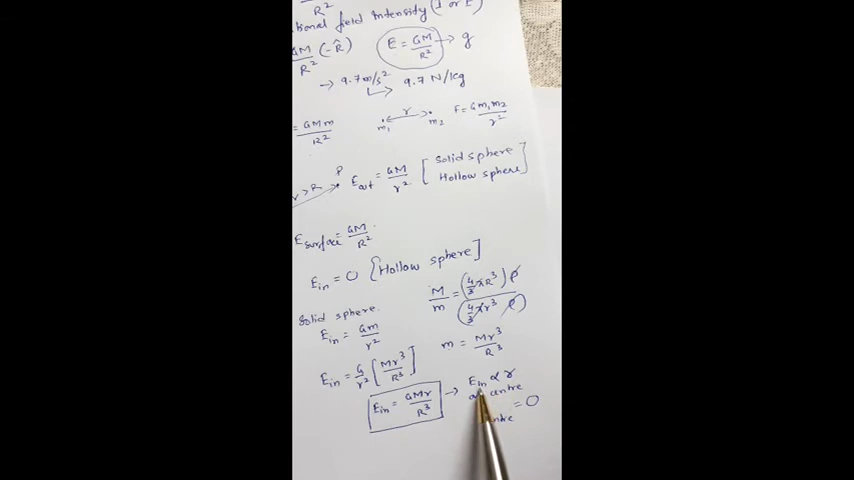 R²
tional field Intensity (I or E)
GM/R² (-R̂) E = GM/R² → g
→ 9.7 m/s² → 9.7 N/kg
= GMm/R² m₁ r m₂ F = Gm₁m₂/r²
r > R P E_out = GM/r² [Solid sphere
Hollow sphere]
E_surface = GM/R²
E_in = 0 [Hollow sphere]
Solid sphere. M/m = (4/3 πR³) ρ / (4/3 πr³ ρ)
E_in = Gm/r²
m = Mr³/R³
E_in = G/r² [Mr³/R³]
E_in = GMr/R³ → E_in ∝ r
centre
= 0